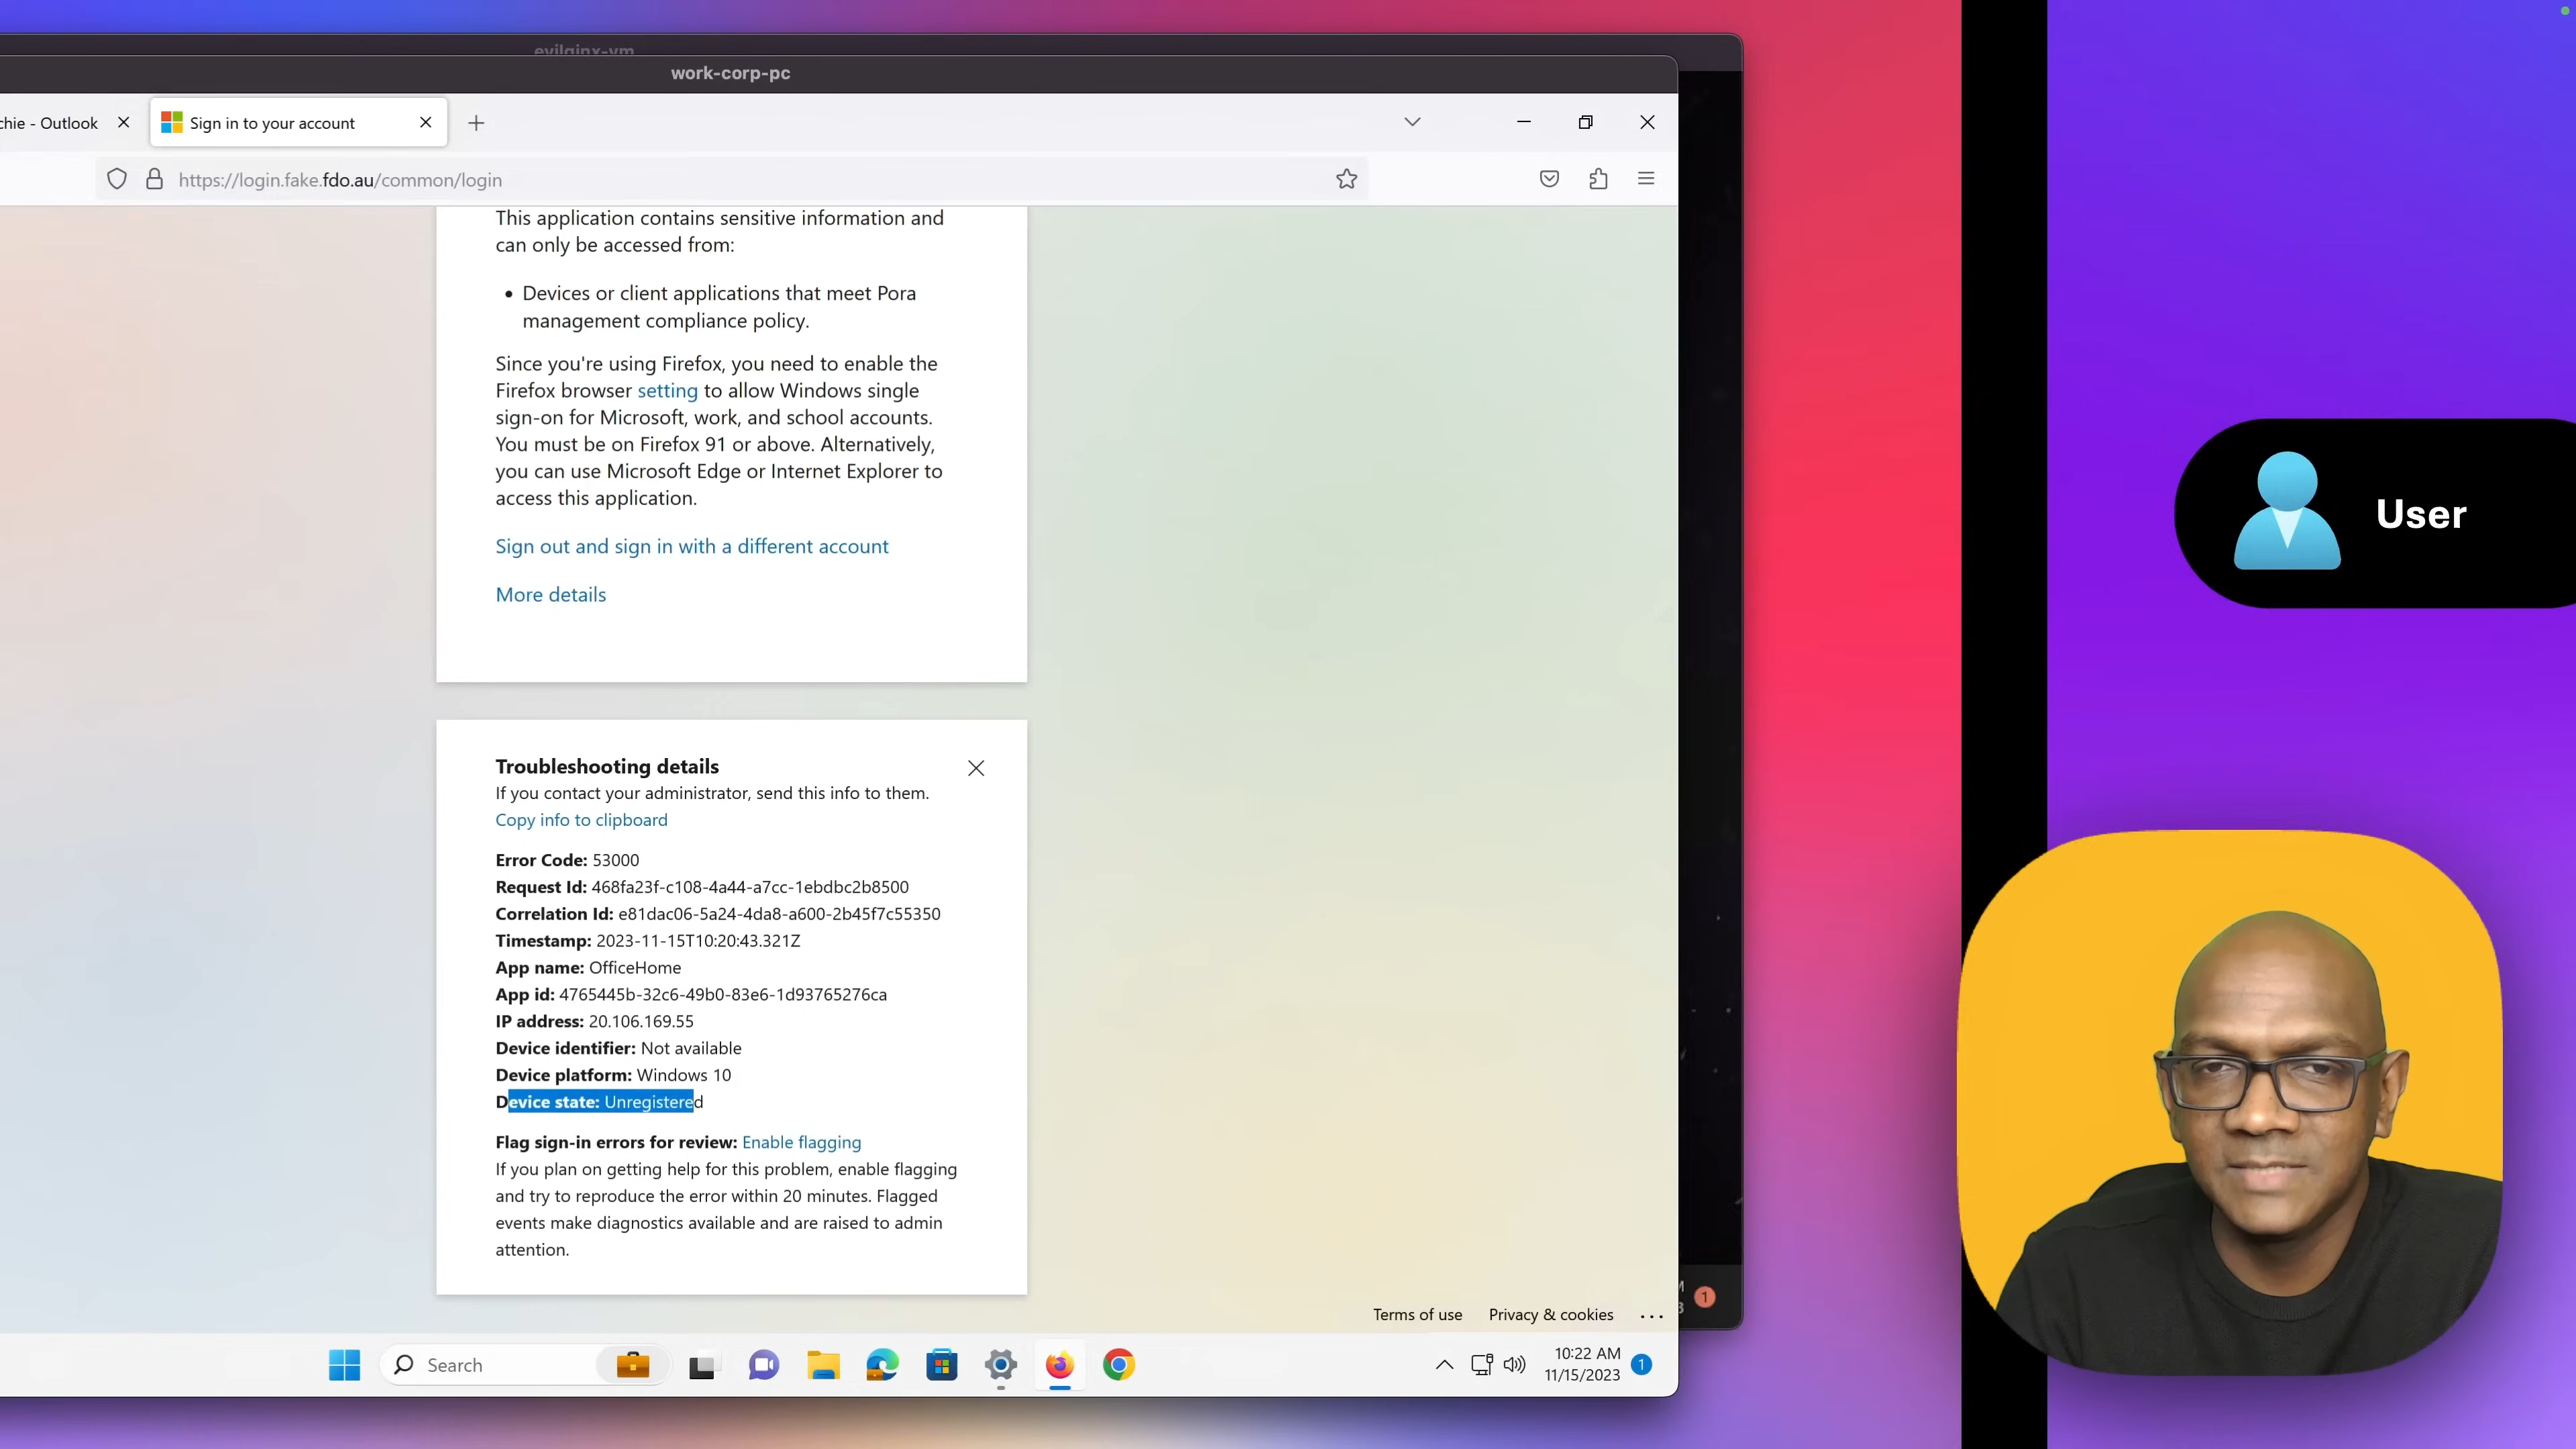 evilginx-vm
work-corp-pc
chie - Outlook
Sign in to your account
https://login.fake.fdo.au/common/login
This application contains sensitive information and
can only be accessed from:
• Devices or client applications that meet Pora
management compliance policy.
Since you're using Firefox, you need to enable the
Firefox browser setting to allow Windows single
sign-on for Microsoft, work, and school accounts.
You must be on Firefox 91 or above. Alternatively,
you can use Microsoft Edge or Internet Explorer to
access this application.
Sign out and sign in with a different account
More details
User
Troubleshooting details
If you contact your administrator, send this info to them.
Copy info to clipboard
Error Code: 53000
Request Id: 468fa23f-c108-4a44-a7cc-1ebdbc2b8500
Correlation Id: e81dac06-5a24-4da8-a600-2b45f7c55350
Timestamp: 2023-11-15T10:20:43.321Z
App name: OfficeHome
App id: 4765445b-32c6-49b0-83e6-1d93765276ca
IP address: 20.106.169.55
Device identifier: Not available
Device platform: Windows 10
Device state: Unregistered
Flag sign-in errors for review: Enable flagging
If you plan on getting help for this problem, enable flagging
and try to reproduce the error within 20 minutes. Flagged
events make diagnostics available and are raised to admin
attention.
1
Terms of use Privacy & cookies ...
Search
10:22 AM
11/15/2023
1